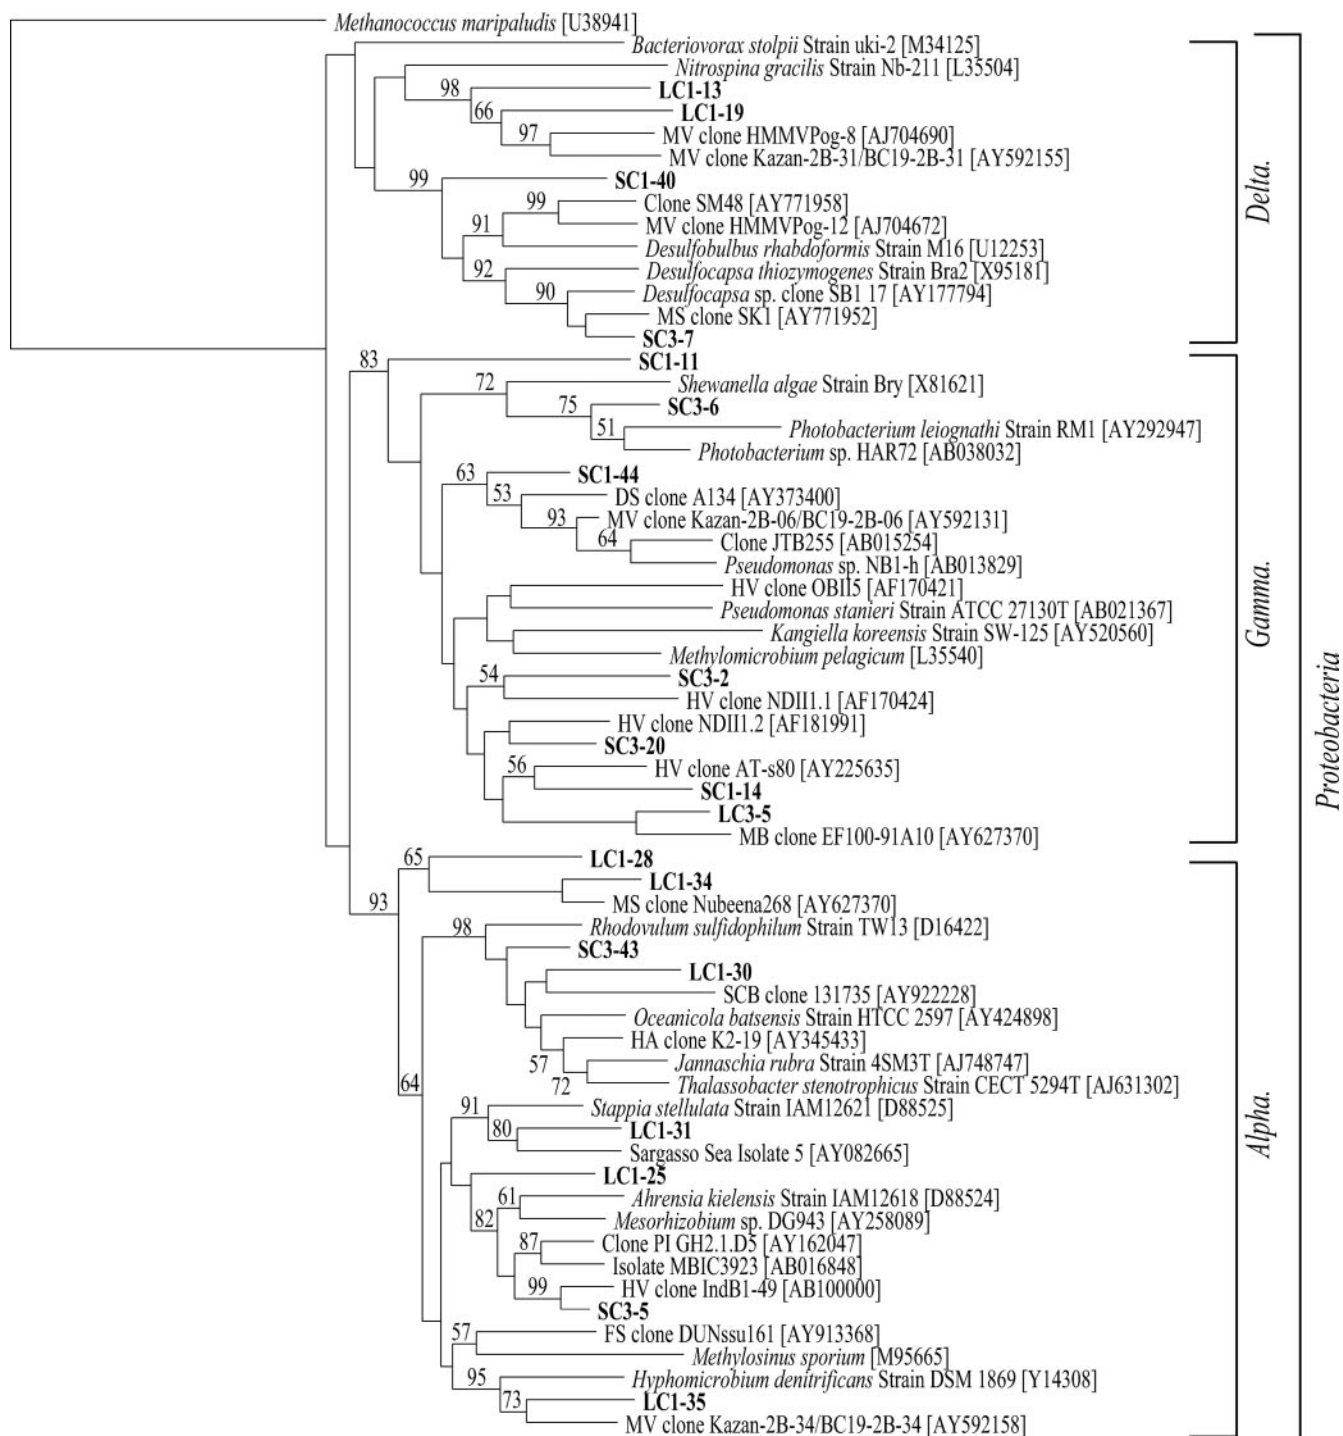 Methanococcus maripaludis [U38941]
Bacteriovorax stolpii Strain uki-2 [M34125]
Nitrospina gracilis Strain Nb-211 [L35504]
98 LC1-13
66 LC1-19
97 MV clone HMMVPog-8 [AJ704690]
MV clone Kazan-2B-31/BC19-2B-31 [AY592155]
99 SC1-40
99 Clone SM48 [AY771958]
91 MV clone HMMVPog-12 [AJ704672]
Desulfobulbus rhabdoformis Strain M16 [U12253]
92 Desulfocapsa thiozymogenes Strain Bra2 [X95181]
90 Desulfocapsa sp. clone SB1 17 [AY177794]
MS clone SK1 [AY771952]
SC3-7
Delta.
83 SC1-11
72 Shewanella algae Strain Bry [X81621]
75 SC3-6
51 Photobacterium leiognathi Strain RM1 [AY292947]
Photobacterium sp. HAR72 [AB038032]
63 SC1-44
53 DS clone A134 [AY373400]
93 MV clone Kazan-2B-06/BC19-2B-06 [AY592131]
64 Clone JTB255 [AB015254]
Pseudomonas sp. NB1-h [AB013829]
HV clone OBII5 [AF170421]
Pseudomonas stanieri Strain ATCC 27130T [AB021367]
Kangiella koreensis Strain SW-125 [AY520560]
Methylomicrobium pelagicum [L35540]
54 SC3-2
HV clone NDII1.1 [AF170424]
HV clone NDII1.2 [AF181991]
SC3-20
56 HV clone AT-s80 [AY225635]
SC1-14
LC3-5
MB clone EF100-91A10 [AY627370]
Gamma.
Proteobacteria
65 LC1-28
LC1-34
93 MS clone Nubeena268 [AY627370]
98 Rhodovulum sulfidophilum Strain TW13 [D16422]
SC3-43
LC1-30
SCB clone 131735 [AY922228]
Oceanicola batsensis Strain HTCC 2597 [AY424898]
HA clone K2-19 [AY345433]
57 Jannaschia rubra Strain 4SM3T [AJ748747]
64 72 Thalassobacter stenotrophicus Strain CECT 5294T [AJ631302]
91 Stappia stellulata Strain IAM12621 [D88525]
80 LC1-31
Sargasso Sea Isolate 5 [AY082665]
LC1-25
61 Ahrensia kielensis Strain IAM12618 [D88524]
82 Mesorhizobium sp. DG943 [AY258089]
87 Clone PI GH2.1.D5 [AY162047]
Isolate MBIC3923 [AB016848]
99 HV clone IndB1-49 [AB100000]
SC3-5
57 FS clone DUNssu161 [AY913368]
Methylosinus sporium [M95665]
95 Hyphomicrobium denitrificans Strain DSM 1869 [Y14308]
73 LC1-35
MV clone Kazan-2B-34/BC19-2B-34 [AY592158]
Alpha.